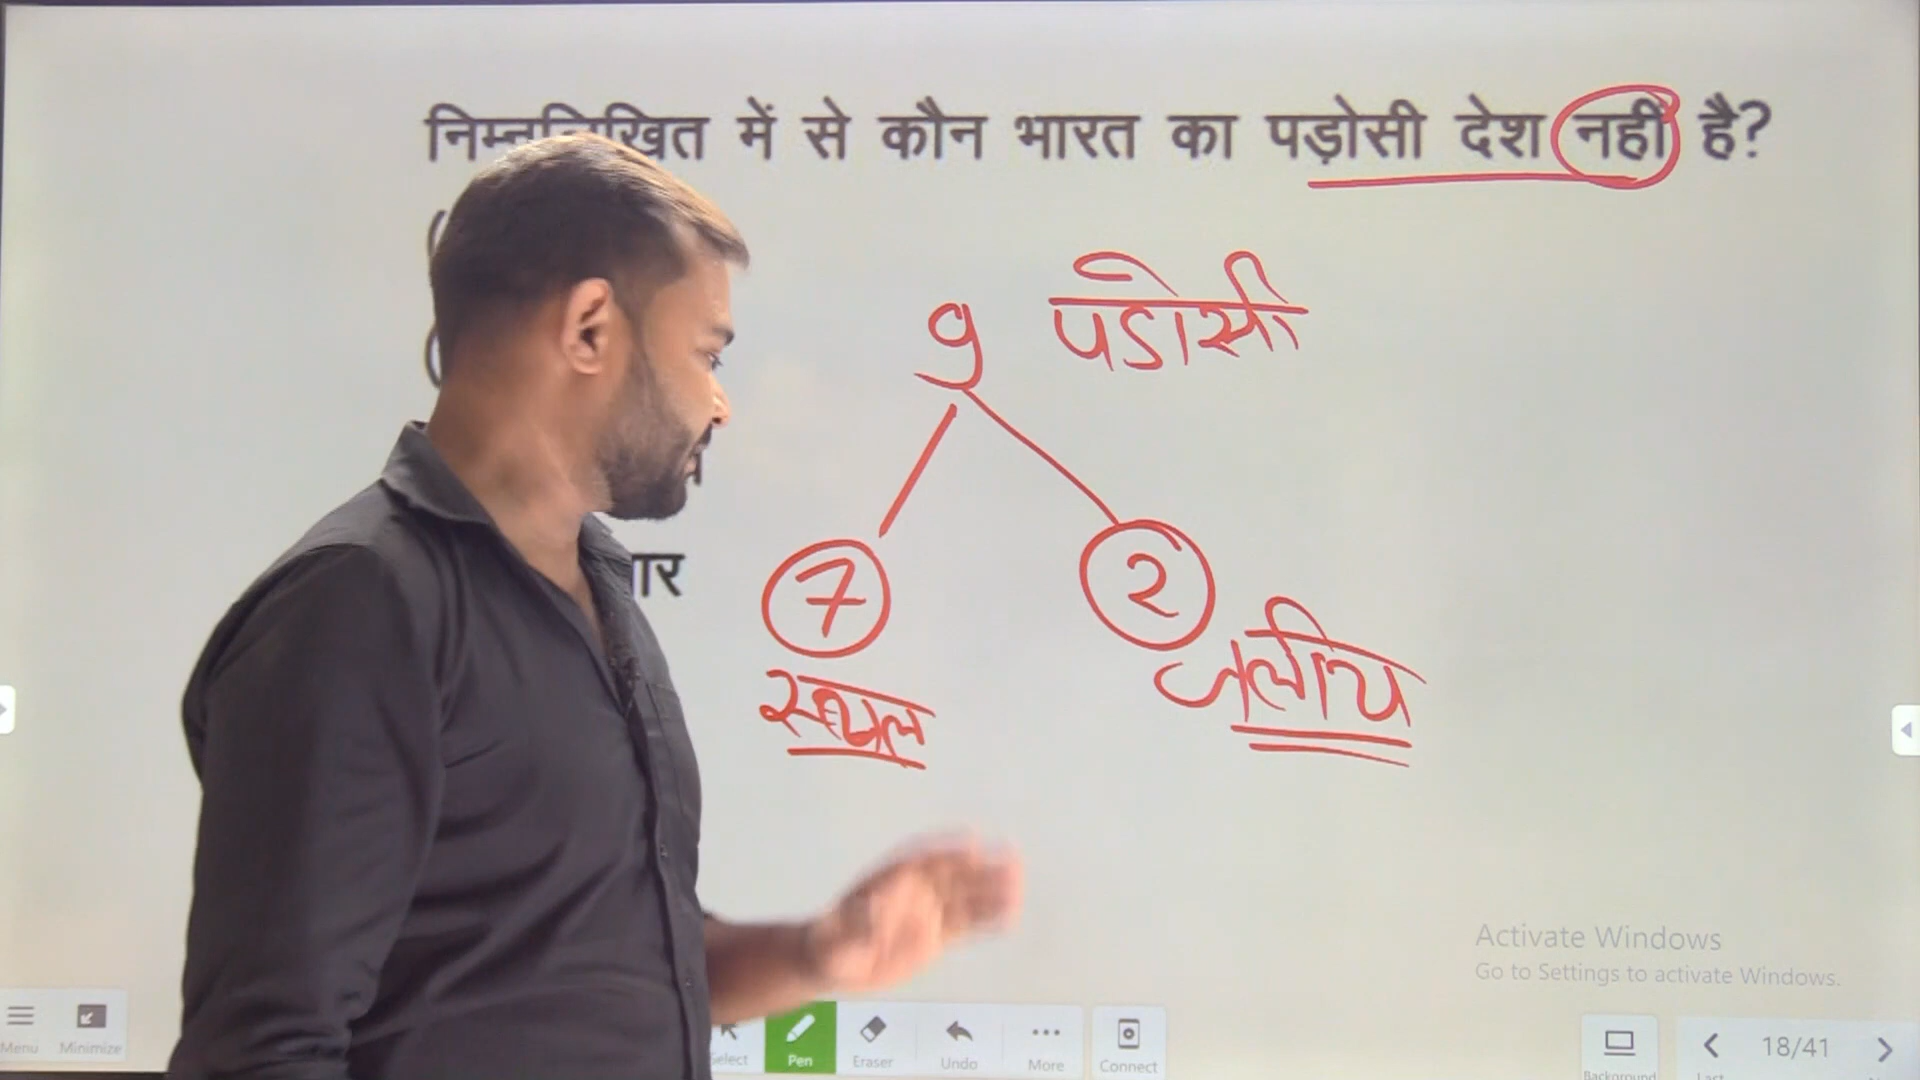 में से कौन भारत का पड़ोसी देश नहीं है?
9 पडोसी
7
2
स्थल
जलीय
Activate Windows
Go to Settings to activate Windows.
Menu
Minimize
Pen
Eraser
Undo
More
Connect
Background
18/41